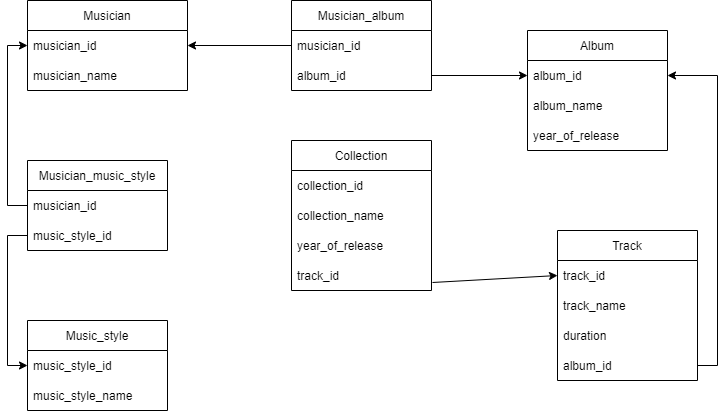 Musician
musician_id
musician_name
Musician_album
musician_id
album_id
Album
album_id
album_name
year_of_release
Collection
collection_id
collection_name
year_of_release
track_id
Musician_music_style
musician_id
music_style_id
Track
track_id
track_name
duration
album_id
Music_style
music_style_id
music_style_name